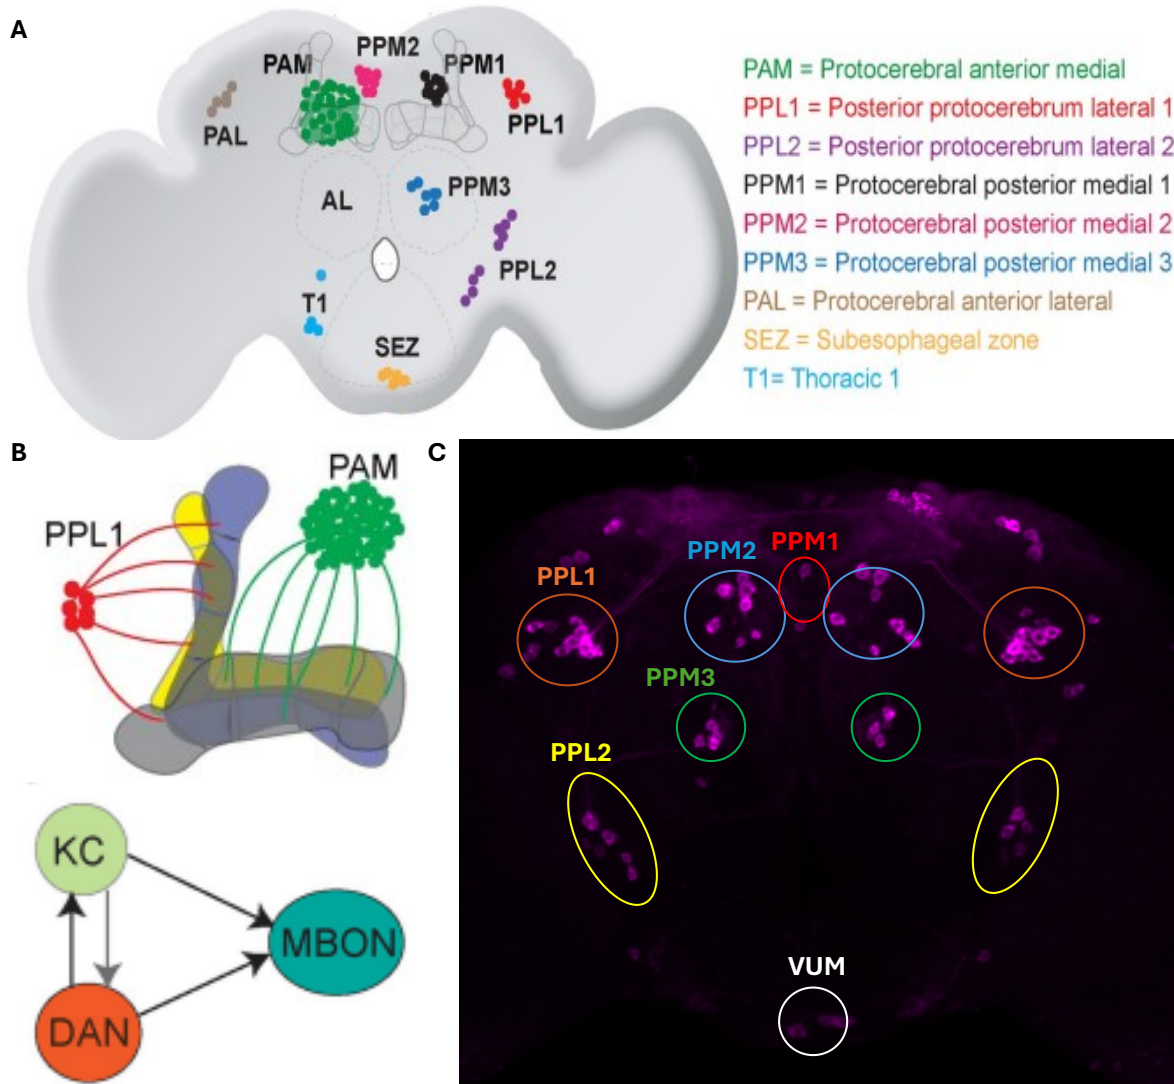 A
PPM2
PAM
PPM1
PAL
PPL1
AL
PPM3
PPL2
T1
SEZ
PAM = Protocerebral anterior medial
PPL1 = Posterior protocerebrum lateral 1
PPL2 = Posterior protocerebrum lateral 2
PPM1 = Protocerebral posterior medial 1
PPM2 = Protocerebral posterior medial 2
PPM3 = Protocerebral posterior medial 3
PAL = Protocerebral anterior lateral
SEZ = Subesophageal zone
T1= Thoracic 1
B
PAM
PPL1
KC
MBON
DAN
C
PPM2
PPM1
PPL1
PPM3
PPL2
VUM